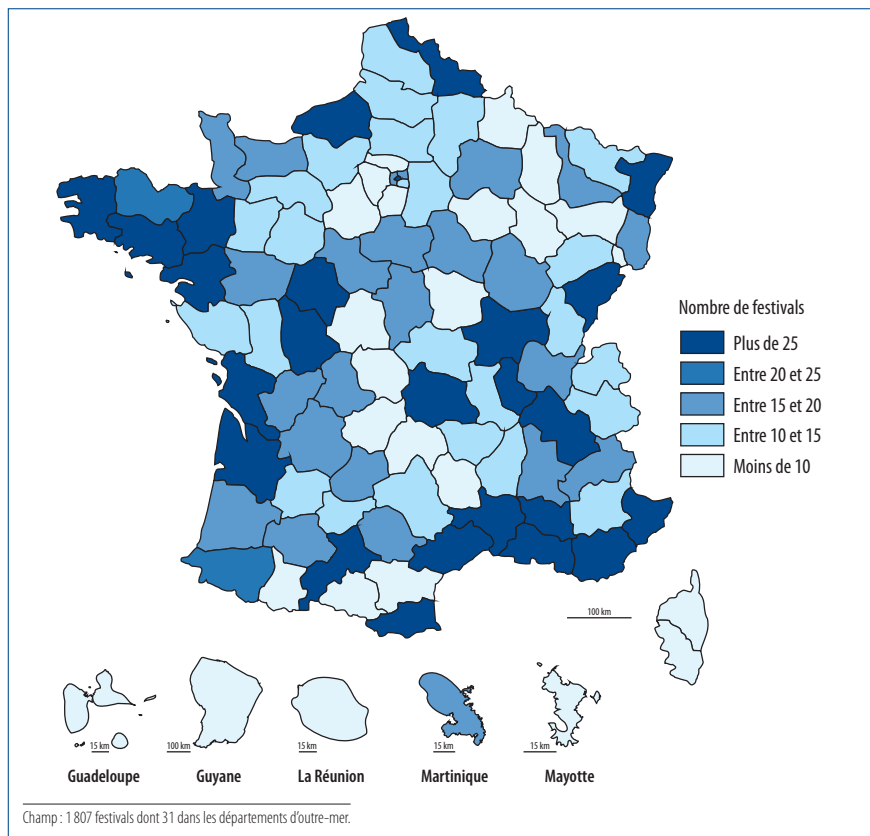 Nombre de festivals
Plus de 25
Entre 20 et 25
Entre 15 et 20
Entre 10 et 15
Moins de 10
100 km
15 km
100 km
15 km
15 km
15 km
Guadeloupe
Guyane
La Réunion
Martinique
Mayotte
Champ : 1 807 festivals dont 31 dans les départements d'outre-mer.